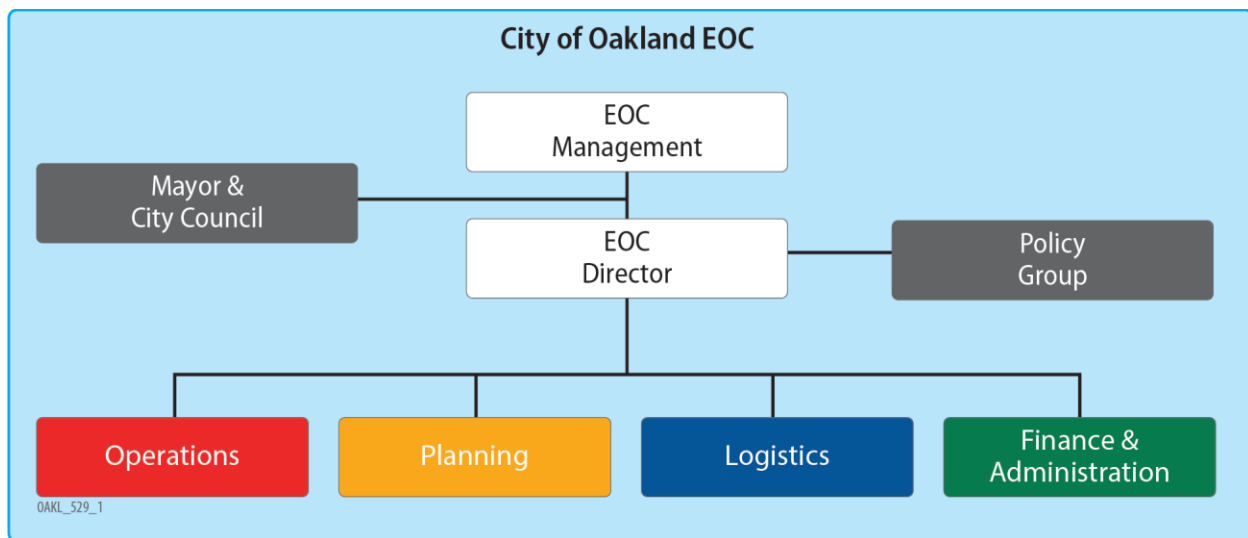 City of Oakland EOC
EOC
Management
Mayor &
City Council
EOC
Director
Policy
Group
Operations
Planning
Logistics
Finance &
Administration
OAKL_529_1